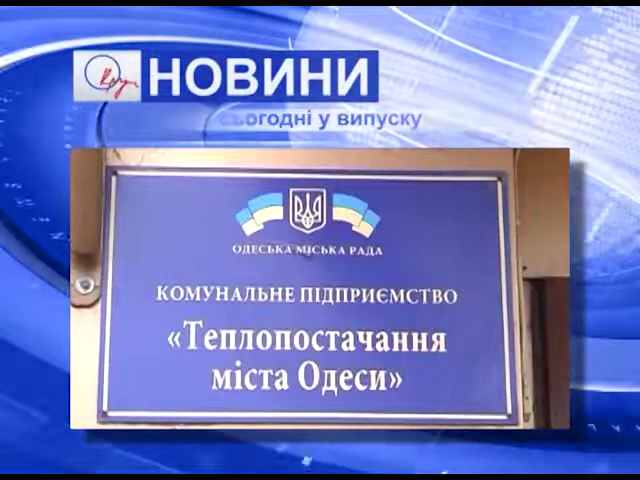 НОВИНИ
сьогодні у випуску
ОДЕСЬКА МІСЬКА РАДА
КОМУНАЛЬНЕ ПІДПРИЄМСТВО
«Теплопостачання
міста Одеси»